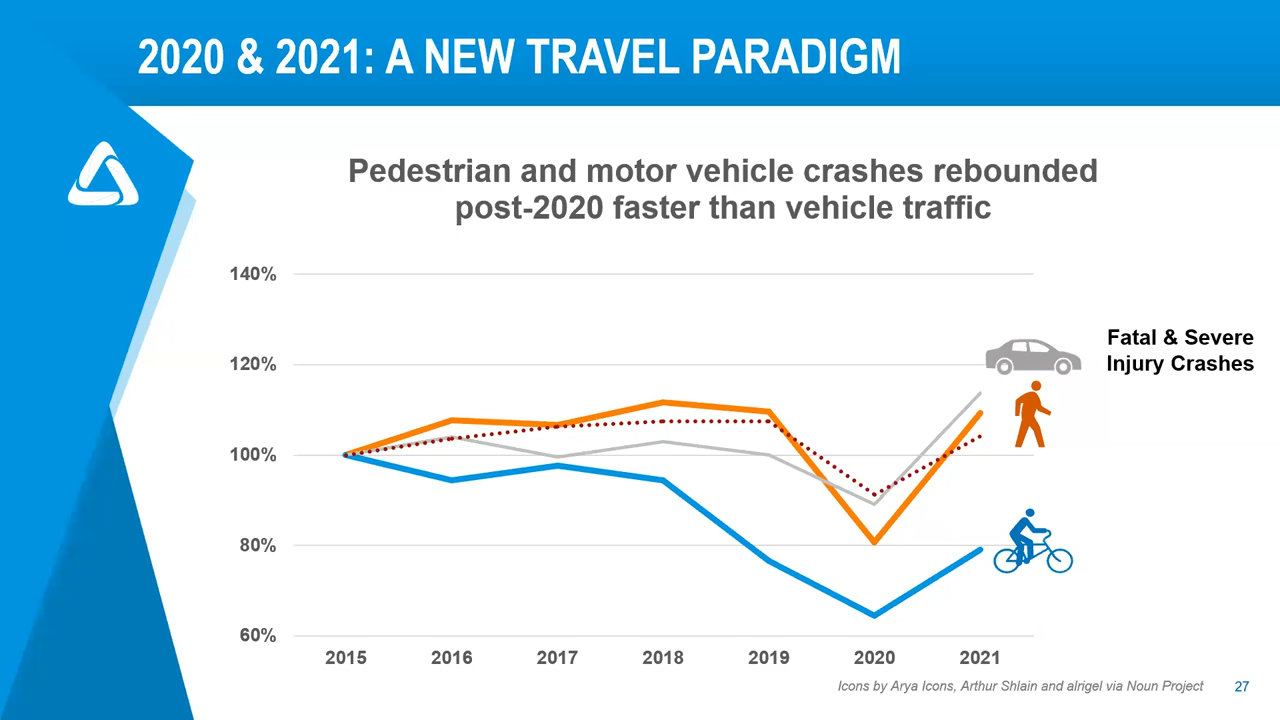 2020 & 2021: A NEW TRAVEL PARADIGM
Pedestrian and motor vehicle crashes rebounded
post-2020 faster than vehicle traffic
140%
120%
100%
80%
60%
2015 2016 2017 2018 2019 2020 2021
Fatal & Severe
Injury Crashes
Icons by Arya Icons, Arthur Shlain and alrigel via Noun Project
27